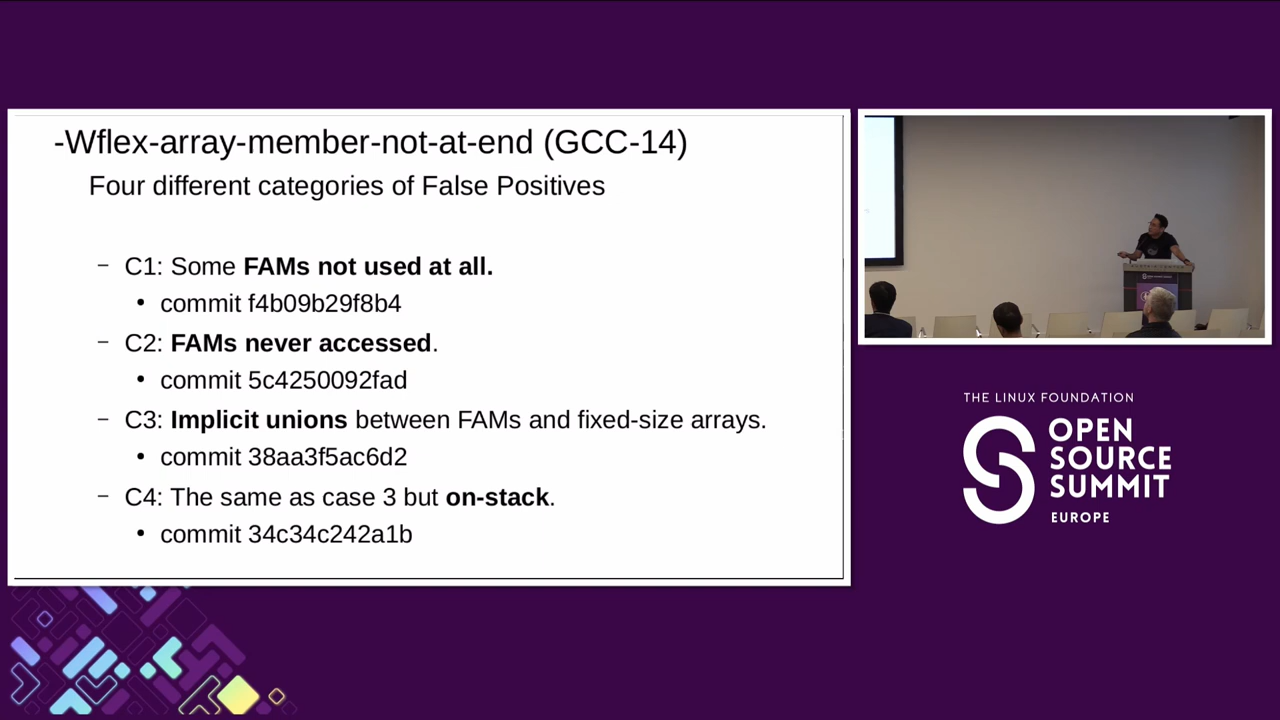 -Wflex-array-member-not-at-end (GCC-14)
Four different categories of False Positives
– C1: Some FAMs not used at all.
• commit f4b09b29f8b4
– C2: FAMs never accessed.
• commit 5c4250092fad
– C3: Implicit unions between FAMs and fixed-size arrays.
• commit 38aa3f5ac6d2
– C4: The same as case 3 but on-stack.
• commit 34c34c242a1b
THE LINUX FOUNDATION
OPEN
SOURCE
SUMMIT
EUROPE